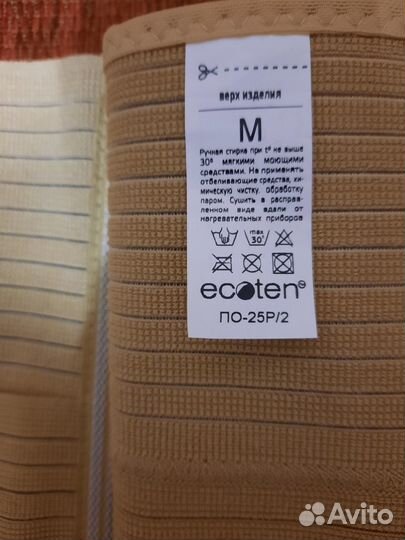 верх изделия
M
Ручная стирка при t° не выше
30° мягкими моющими
средствами. На применять
отбеливающие средства, хи-
мическую чистку, обработку
паром. Сушить в расправ-
ленном виде вдали от
нагревательных приборов
max
30°
ecoten
ПО-25Р/2
Avito